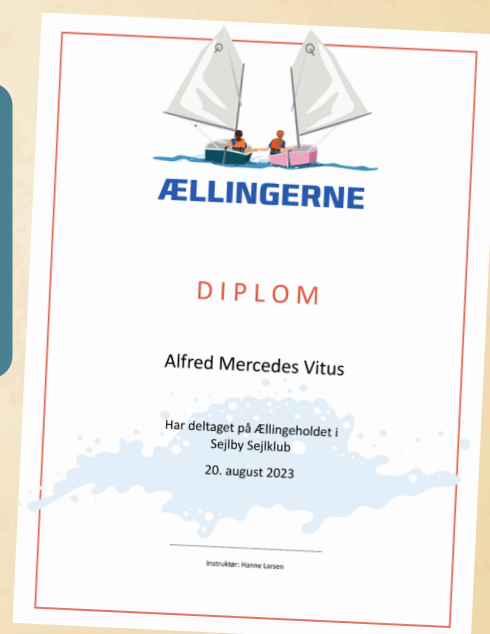 ÆLLINGERNE
DIPLOM
Alfred Mercedes Vitus
Har deltaget på Ællingeholdet i
Sejlby Sejlklub
20. august 2023
Instruktør: Hanne Larsen